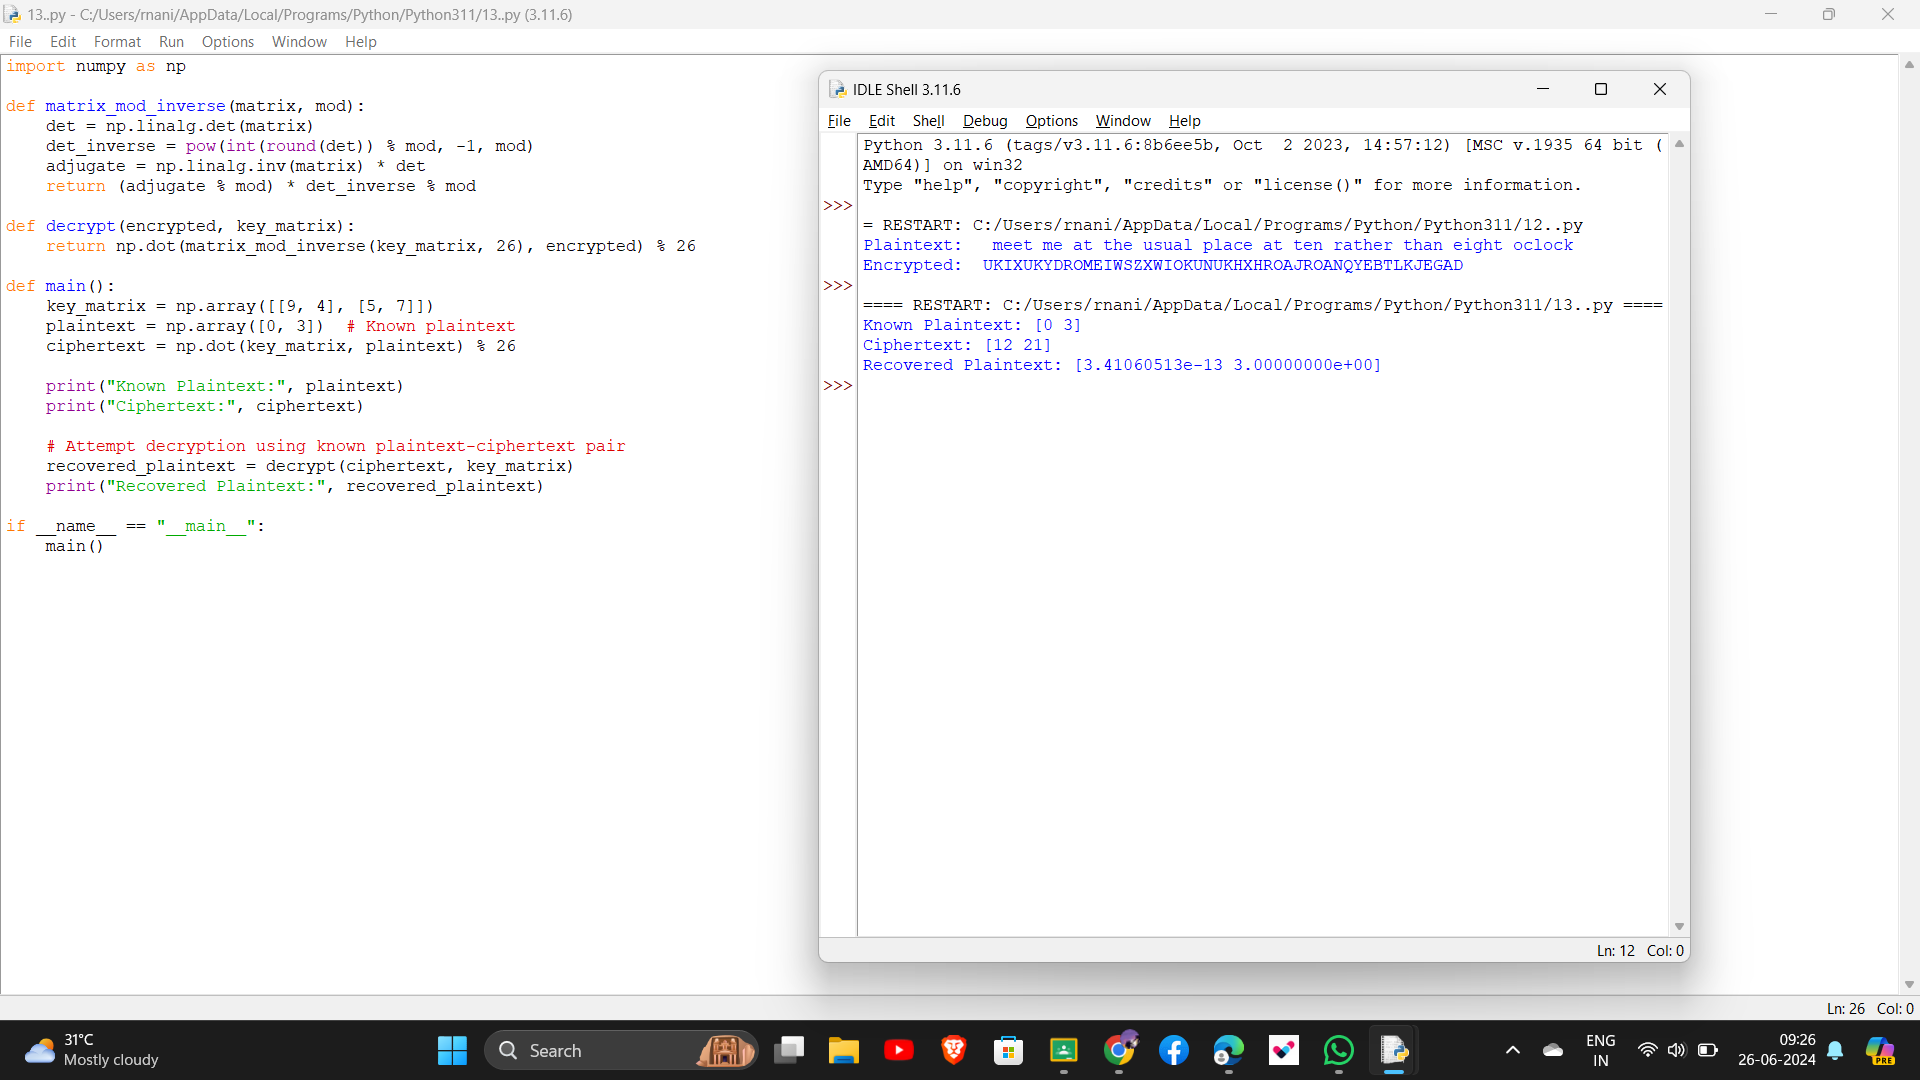 13..py - C:/Users/rnani/AppData/Local/Programs/Python/Python311/13..py (3.11.6)
File Edit Format Run Options Window Help
import numpy as np

def matrix_mod_inverse(matrix, mod):
    det = np.linalg.det(matrix)
    det_inverse = pow(int(round(det)) % mod, -1, mod)
    adjugate = np.linalg.inv(matrix) * det
    return (adjugate % mod) * det_inverse % mod

def decrypt(encrypted, key_matrix):
    return np.dot(matrix_mod_inverse(key_matrix, 26), encrypted) % 26

def main():
    key_matrix = np.array([[9, 4], [5, 7]])
    plaintext = np.array([0, 3])  # Known plaintext
    ciphertext = np.dot(key_matrix, plaintext) % 26

    print("Known Plaintext:", plaintext)
    print("Ciphertext:", ciphertext)

    # Attempt decryption using known plaintext-ciphertext pair
    recovered_plaintext = decrypt(ciphertext, key_matrix)
    print("Recovered Plaintext:", recovered_plaintext)

if __name__ == "__main__":
    main()
IDLE Shell 3.11.6
File Edit Shell Debug Options Window Help
Python 3.11.6 (tags/v3.11.6:8b6ee5b, Oct  2 2023, 14:57:12) [MSC v.1935 64 bit (
AMD64)] on win32
Type "help", "copyright", "credits" or "license()" for more information.
>>>
= RESTART: C:/Users/rnani/AppData/Local/Programs/Python/Python311/12..py
Plaintext:   meet me at the usual place at ten rather than eight oclock
Encrypted:  UKIXUKYDROMEIWSZXWIOKUNUKHXHROAJROANQYEBTLKJEGAD
>>>
==== RESTART: C:/Users/rnani/AppData/Local/Programs/Python/Python311/13..py ====
Known Plaintext: [0 3]
Ciphertext: [12 21]
Recovered Plaintext: [3.41060513e-13 3.00000000e+00]
>>>
Ln: 12 Col: 0
Ln: 26 Col: 0
31°C
Mostly cloudy
Search
ENG
IN
09:26
26-06-2024
PRE